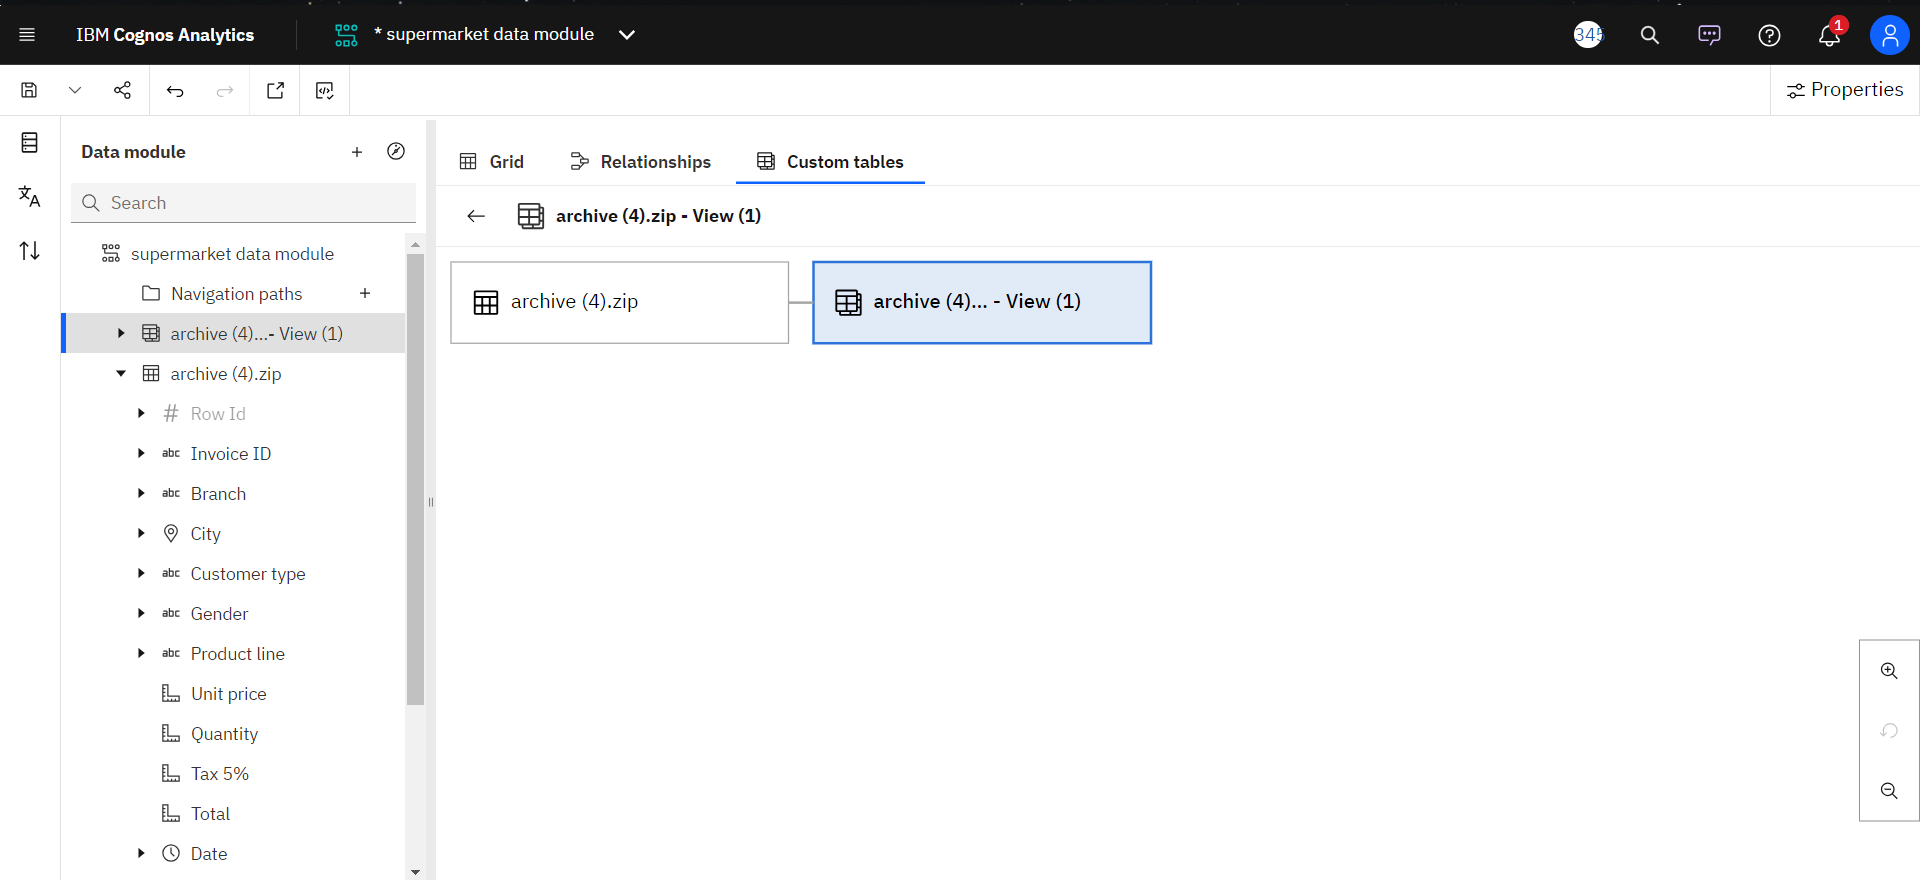 IBM Cognos Analytics
* supermarket data module
345
1
Properties
Data module
Search
supermarket data module
Navigation paths
archive (4)...- View (1)
archive (4).zip
# Row Id
abc Invoice ID
abc Branch
City
abc Customer type
abc Gender
abc Product line
Unit price
Quantity
Tax 5%
Total
Date
Grid
Relationships
Custom tables
archive (4).zip - View (1)
archive (4).zip
archive (4)... - View (1)